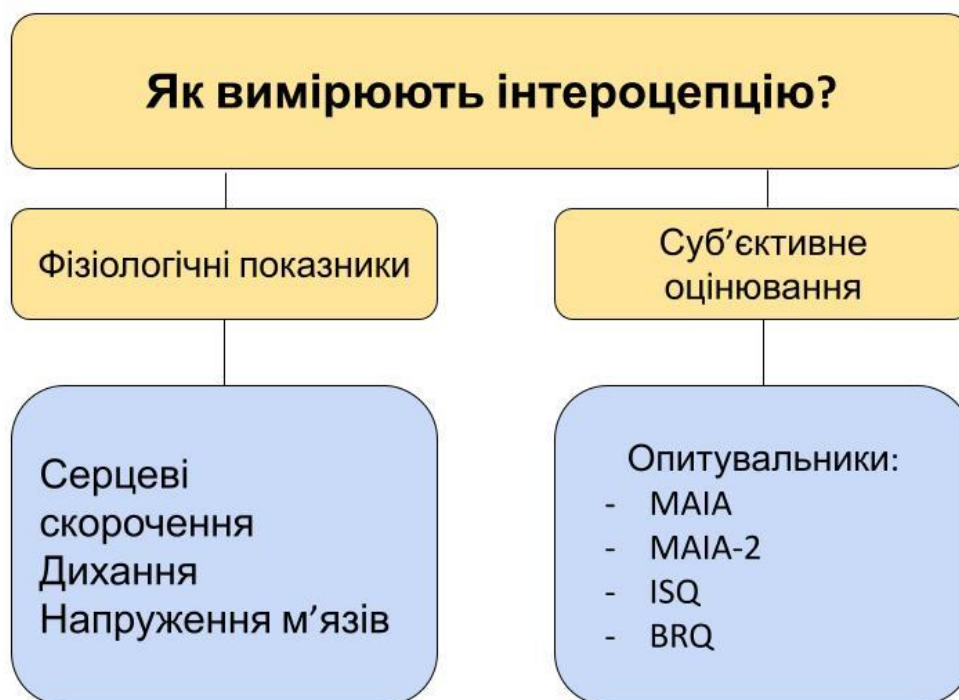 Як вимірюють інтероцепцію?
Фізіологічні показники
Суб’єктивне
оцінювання
Серцеві
скорочення
Дихання
Напруження м’язів
Опитувальники:
- MAIA
- MAIA-2
- ISQ
- BRQ